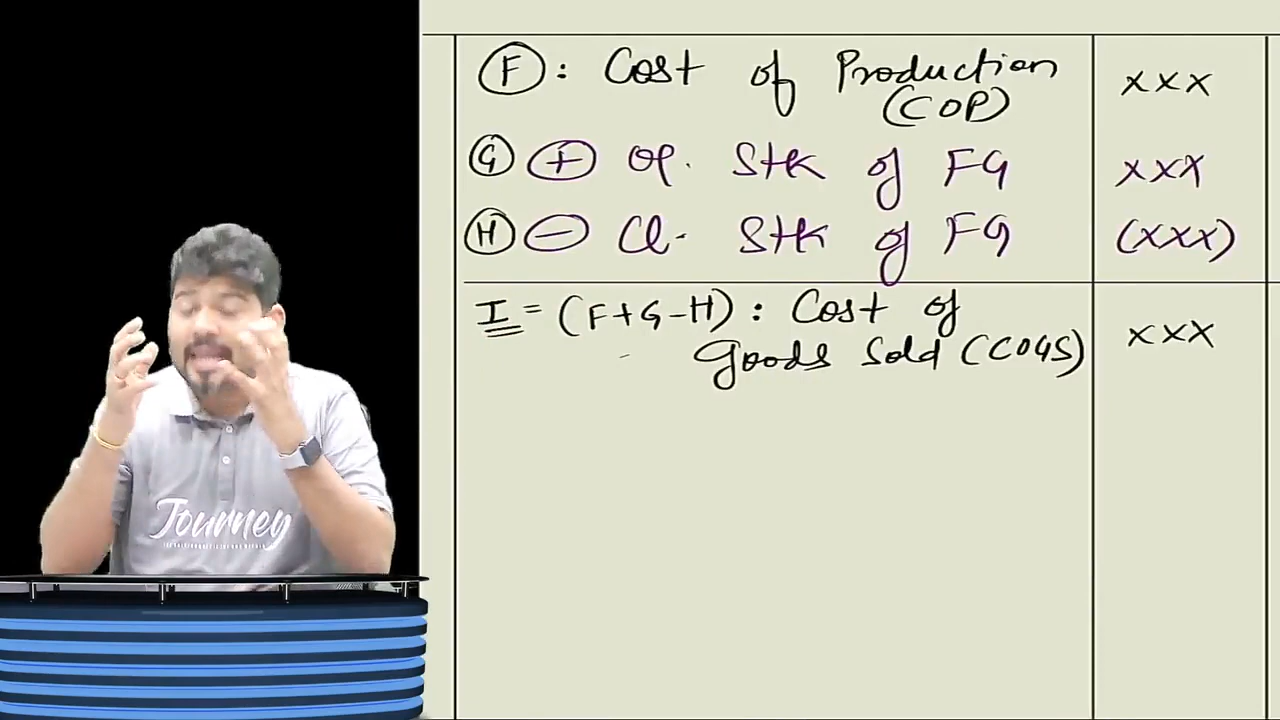 F : Cost of Production xxx
(COP)
G + Op. Stk of FG xxx
H - Cl. Stk of FG (xxx)
I = (F+G-H) : Cost of
Goods Sold (COGS) xxx
Journey